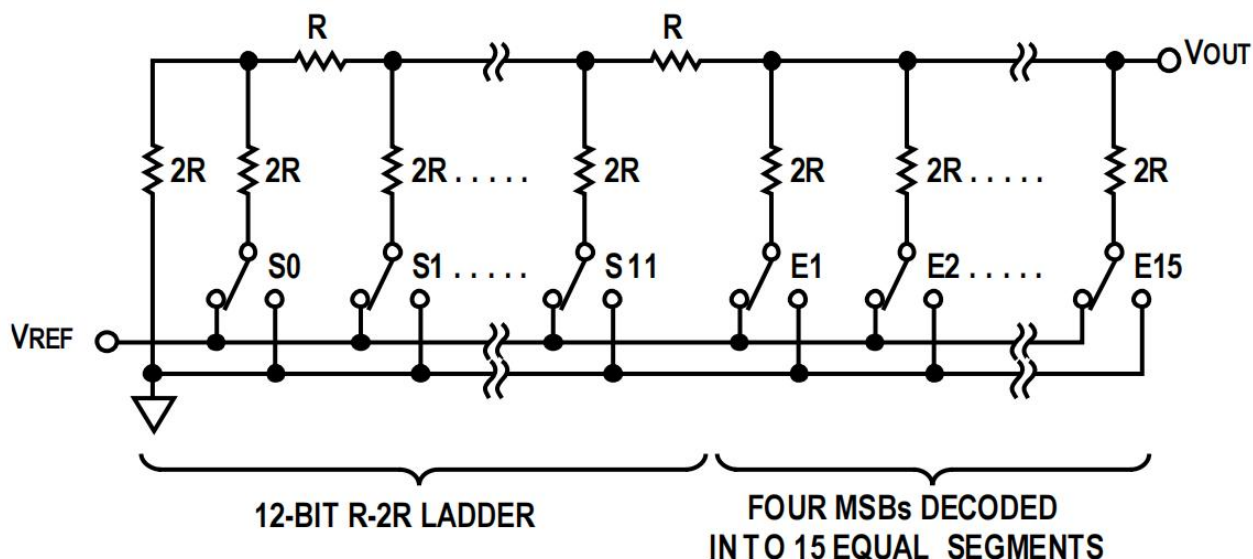 R R
VOUT
2R 2R 2R..... 2R 2R 2R..... 2R
S0 S1..... S11 E1 E2..... E15
VREF
12-BIT R-2R LADDER
FOUR MSBs DECODED
INTO 15 EQUAL SEGMENTS